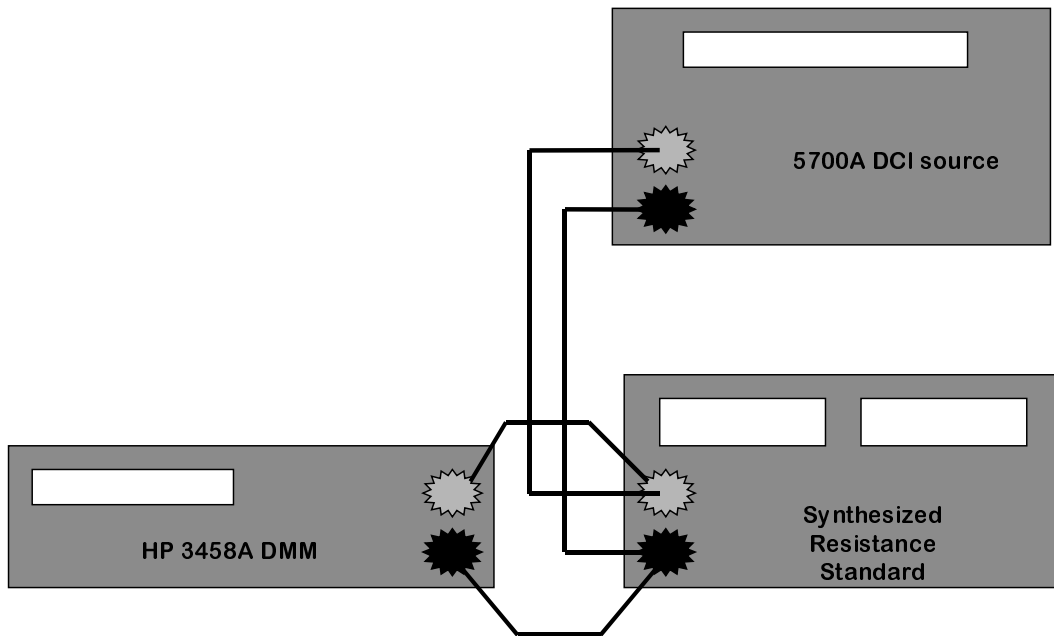 5700A DCI source
HP 3458A DMM
Synthesized
Resistance
Standard